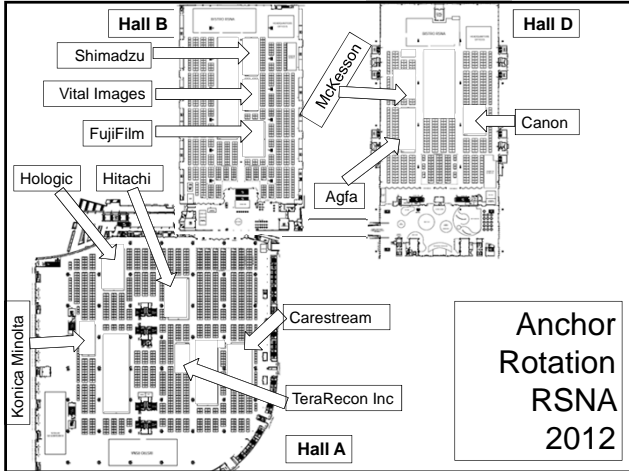 Hall B
Hall D
Shimadzu
Vital Images
FujiFilm
McKesson
Canon
Agfa
Hologic
Hitachi
Konica Minolta
Carestream
TeraRecon Inc
Hall A
Anchor
Rotation
RSNA
2012